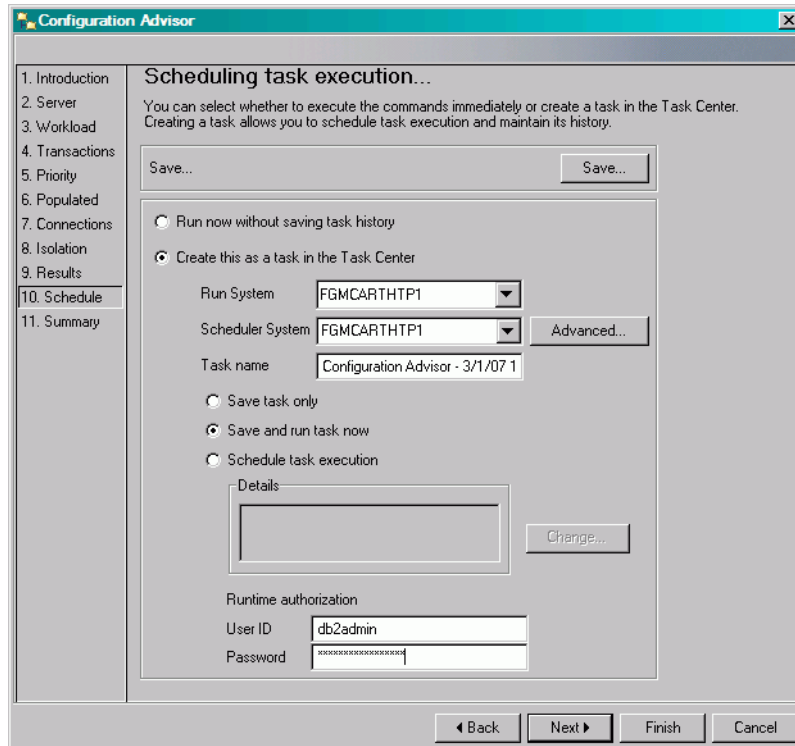 Configuration Advisor
1. Introduction
2. Server
3. Workload
4. Transactions
5. Priority
6. Populated
7. Connections
8. Isolation
9. Results
10. Schedule
11. Summary
Scheduling task execution...
You can select whether to execute the commands immediately or create a task in the Task Center.
Creating a task allows you to schedule task execution and maintain its history.
Save... Save...
Run now without saving task history
Create this as a task in the Task Center
Run System FGMCARTHTP1
Scheduler System FGMCARTHTP1 Advanced...
Task name Configuration Advisor - 3/1/07 1
Save task only
Save and run task now
Schedule task execution
Details
Change...
Runtime authorization
User ID db2admin
Password *****************
Back Next Finish Cancel